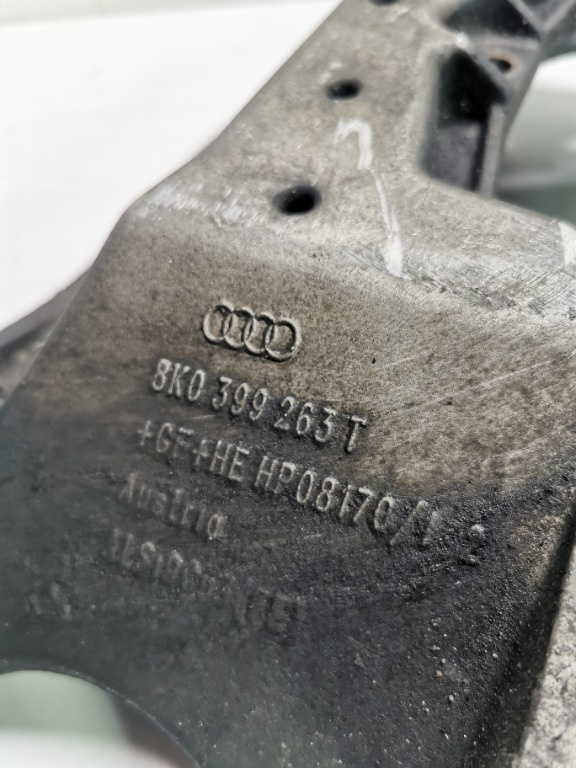 8K0 399 263 T
+GF+HE HP08170/1
Austria